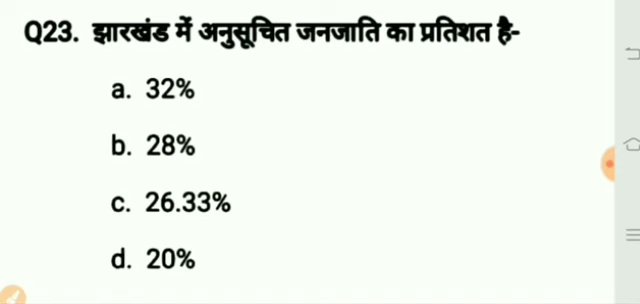 Q23. झारखंड में अनुसूचित जनजाति का प्रतिशत है-
a. 32%
b. 28%
c. 26.33%
d. 20%